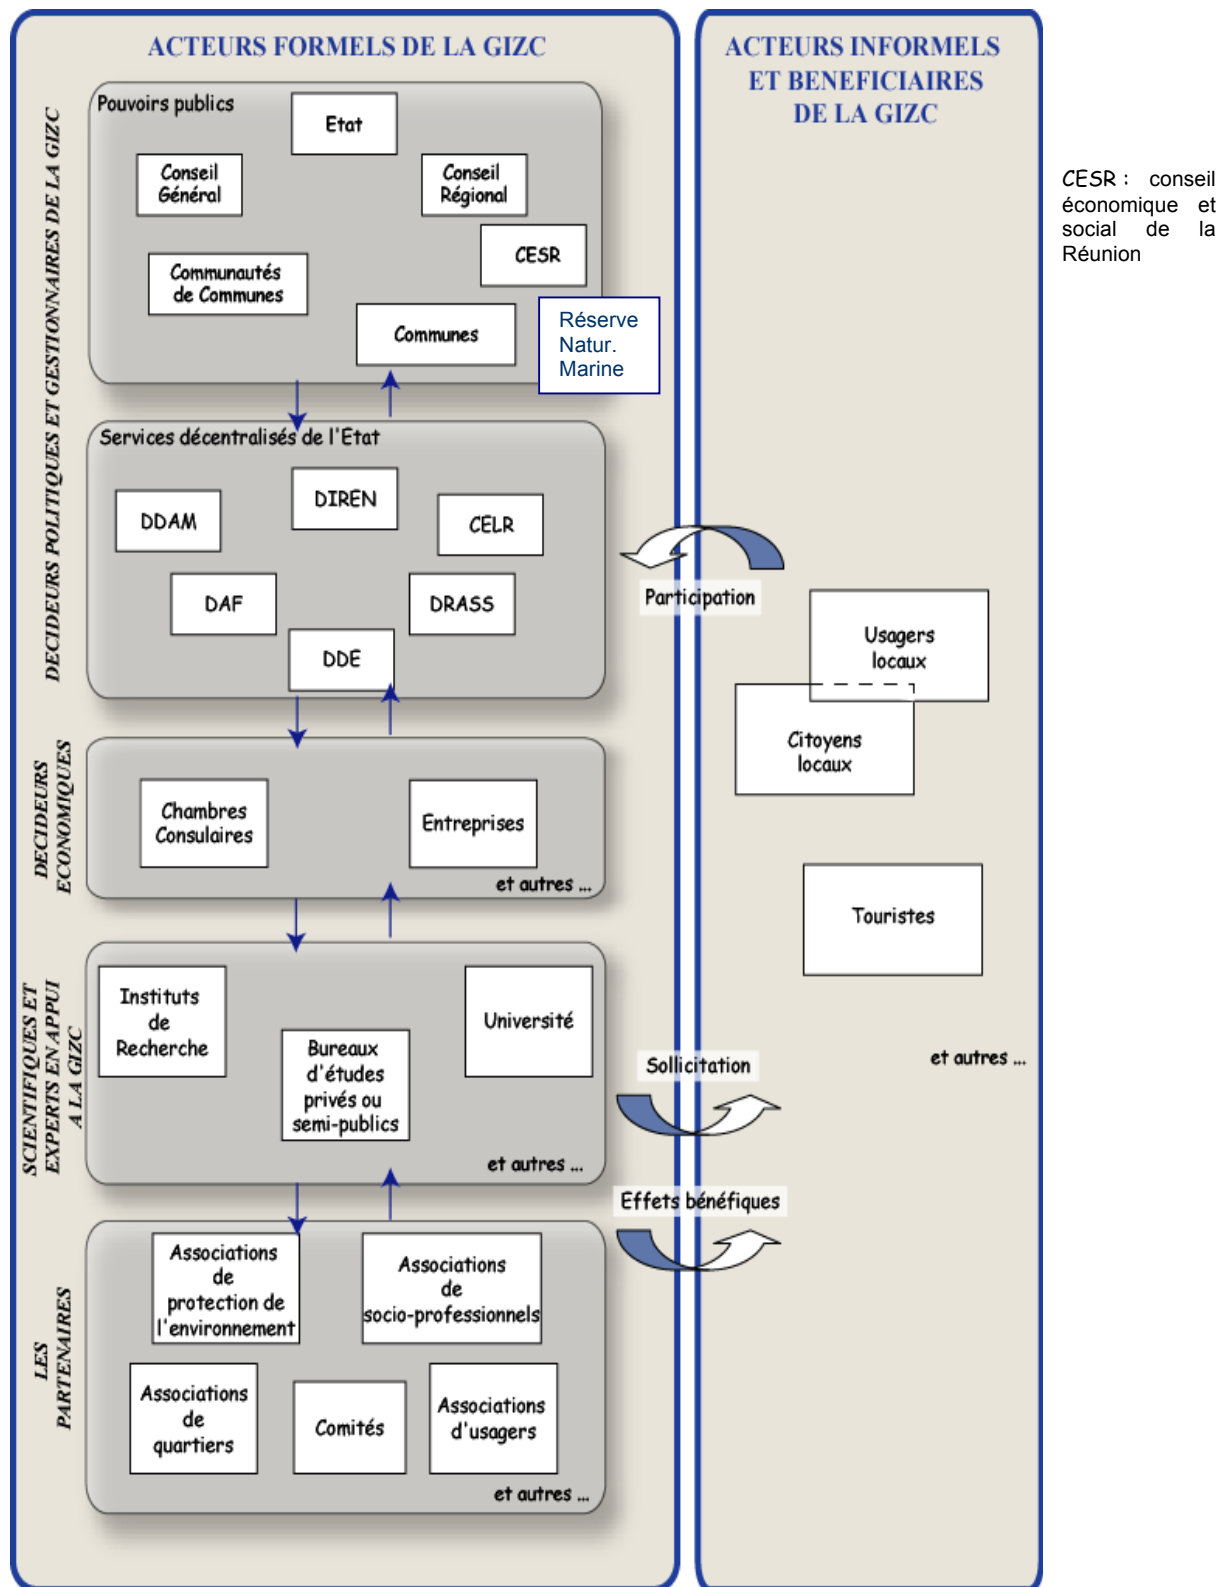 ACTEURS FORMELS DE LA GIZC
DECIDEURS POLITIQUES ET GESTIONNAIRES DE LA GIZC
Pouvoirs publics
Etat
Conseil
Général
Conseil
Régional
CESR
Communautés
de Communes
Communes
Réserve
Natur.
Marine
Services décentralisés de l'Etat
DIREN
DDAM
CELR
DAF
DRASS
DDE
DECIDEURS
ECONOMIQUES
Chambres
Consulaires
Entreprises
et autres ...
SCIENTIFIQUES ET
EXPERTS EN APPUI
A LA GIZC
Instituts
de
Recherche
Université
Bureaux
d'études
privés ou
semi-publics
et autres ...
LES
PARTENAIRES
Associations
de
protection de
l'environnement
Associations
de
socio-professionnels
Associations
de
quartiers
Comités
Associations
d'usagers
et autres ...
Participation
Sollicitation
Effets bénéfiques
ACTEURS INFORMELS
ET BENEFICIAIRES
DE LA GIZC
Usagers
locaux
Citoyens
locaux
Touristes
et autres ...
CESR : conseil
économique et
social de la
Réunion